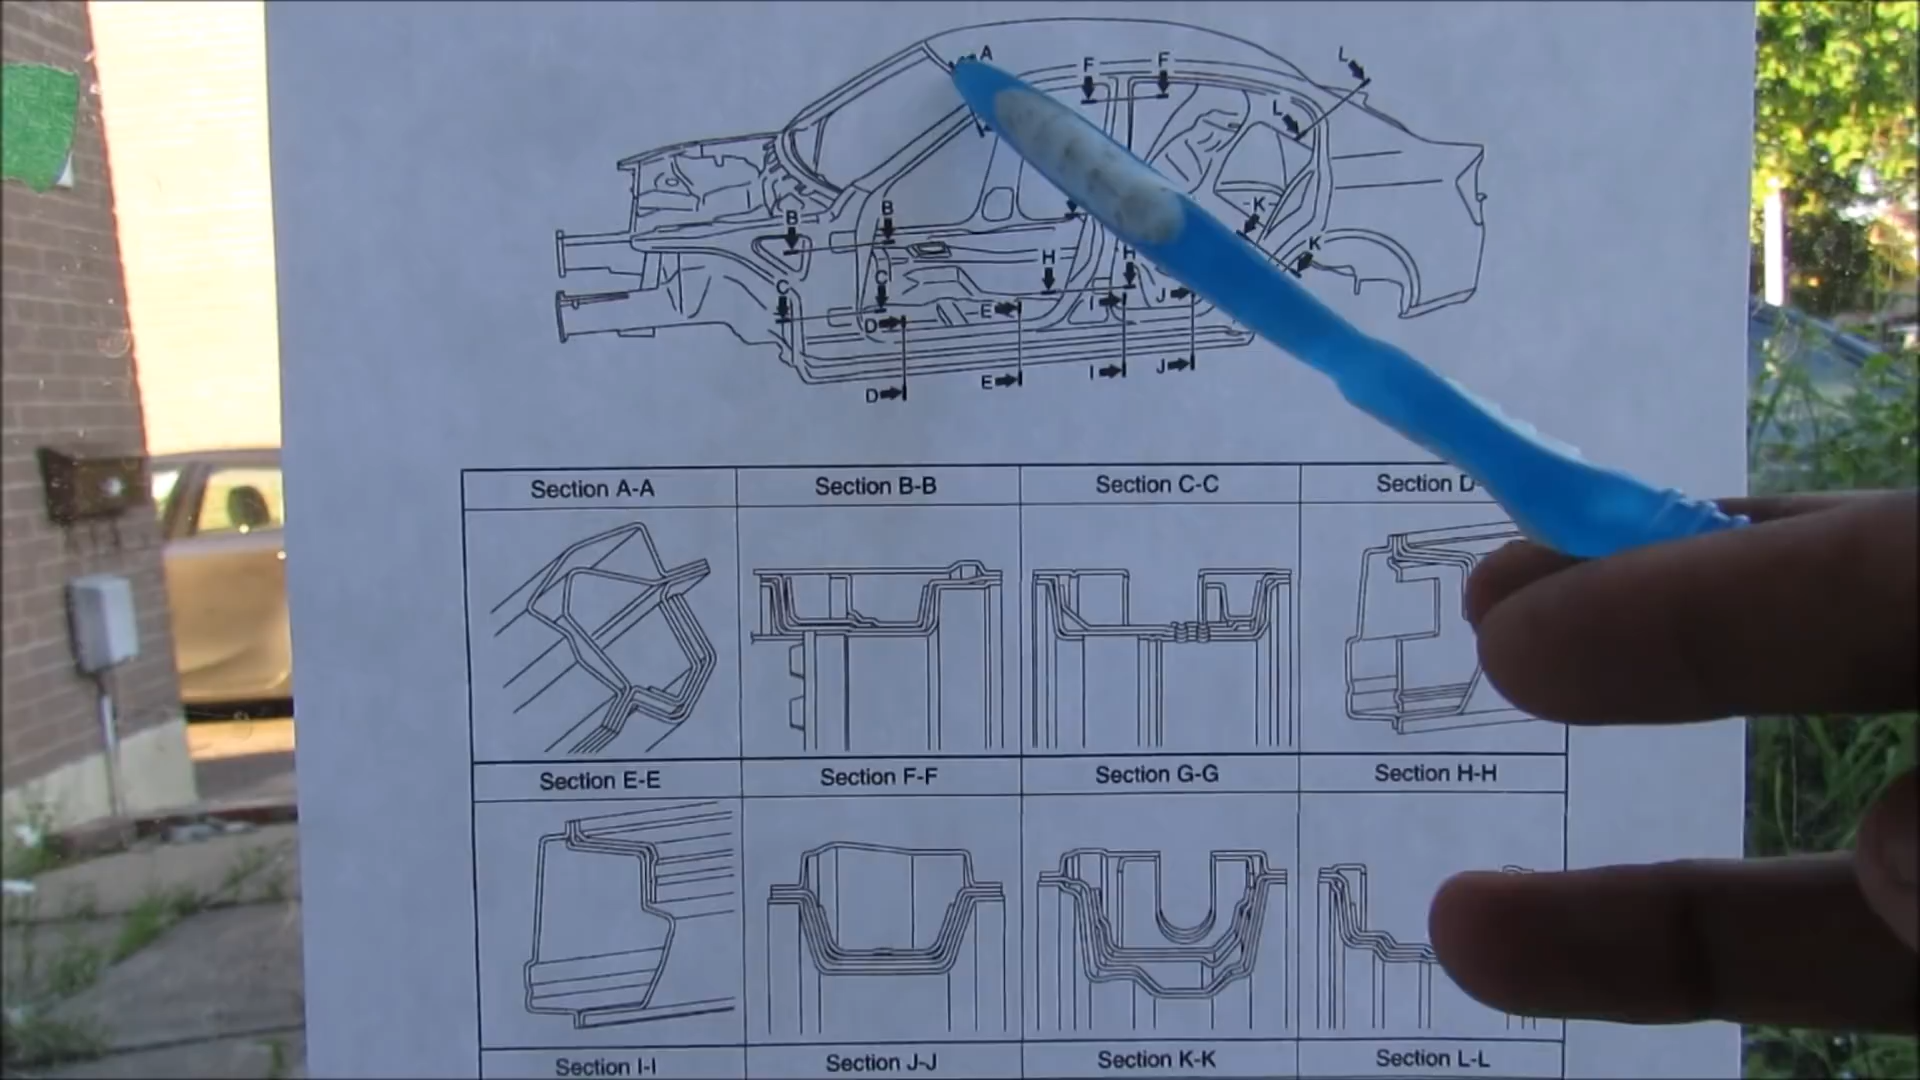 A
F F
L
L
B B
K
K
H H
C C
I J
E
D
I J
E
D
Section A-A Section B-B Section C-C Section D-
Section E-E Section F-F Section G-G Section H-H
Section I-I Section J-J Section K-K Section L-L